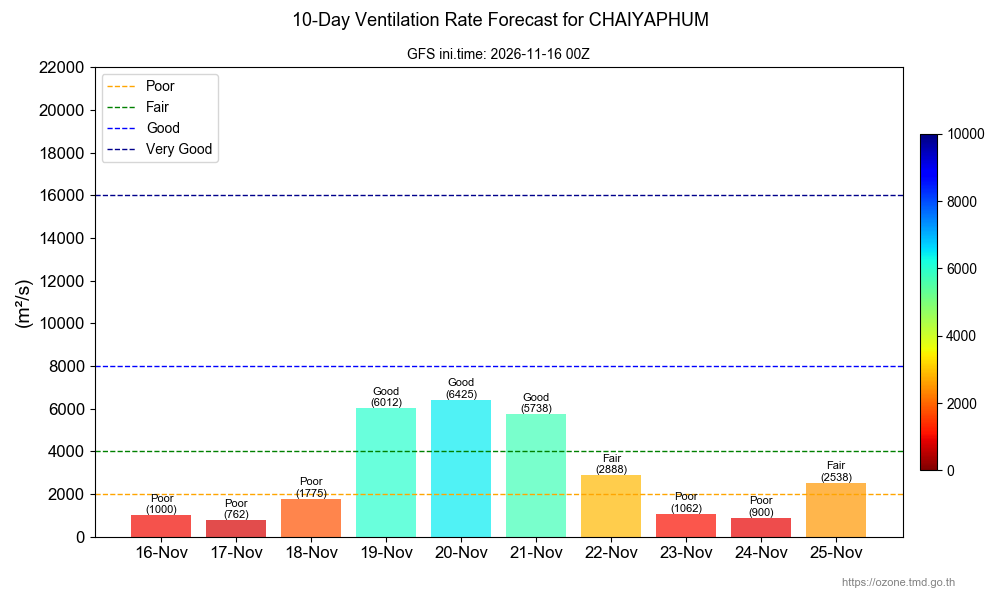 10-Day Ventilation Rate Forecast for CHAIYAPHUM
GFS ini.time: 2026-11-16 00Z
(m²/s)
22000
20000
18000
16000
14000
12000
10000
8000
6000
4000
2000
0
Poor
Fair
Good
Very Good
Poor
(1000)
Poor
(762)
Poor
(1775)
Good
(6012)
Good
(6425)
Good
(5738)
Fair
(2888)
Poor
(1062)
Poor
(900)
Fair
(2538)
16-Nov
17-Nov
18-Nov
19-Nov
20-Nov
21-Nov
22-Nov
23-Nov
24-Nov
25-Nov
10000
8000
6000
4000
2000
0
https://ozone.tmd.go.th